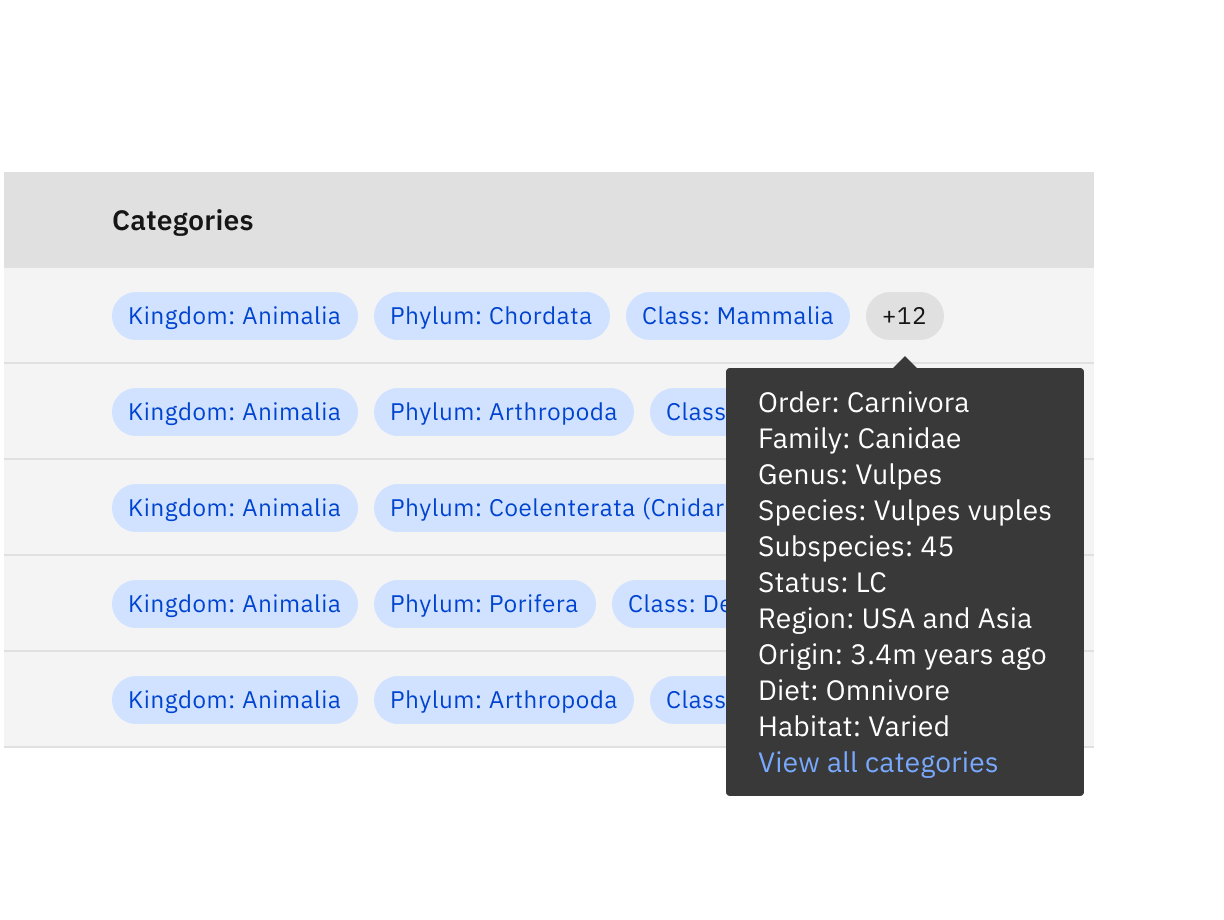 Categories
Kingdom: Animalia Phylum: Chordata Class: Mammalia +12
Kingdom: Animalia Phylum: Arthropoda Class
Kingdom: Animalia Phylum: Coelenterata (Cnidar
Kingdom: Animalia Phylum: Porifera Class: De
Kingdom: Animalia Phylum: Arthropoda Class
Order: Carnivora
Family: Canidae
Genus: Vulpes
Species: Vulpes vuples
Subspecies: 45
Status: LC
Region: USA and Asia
Origin: 3.4m years ago
Diet: Omnivore
Habitat: Varied
View all categories